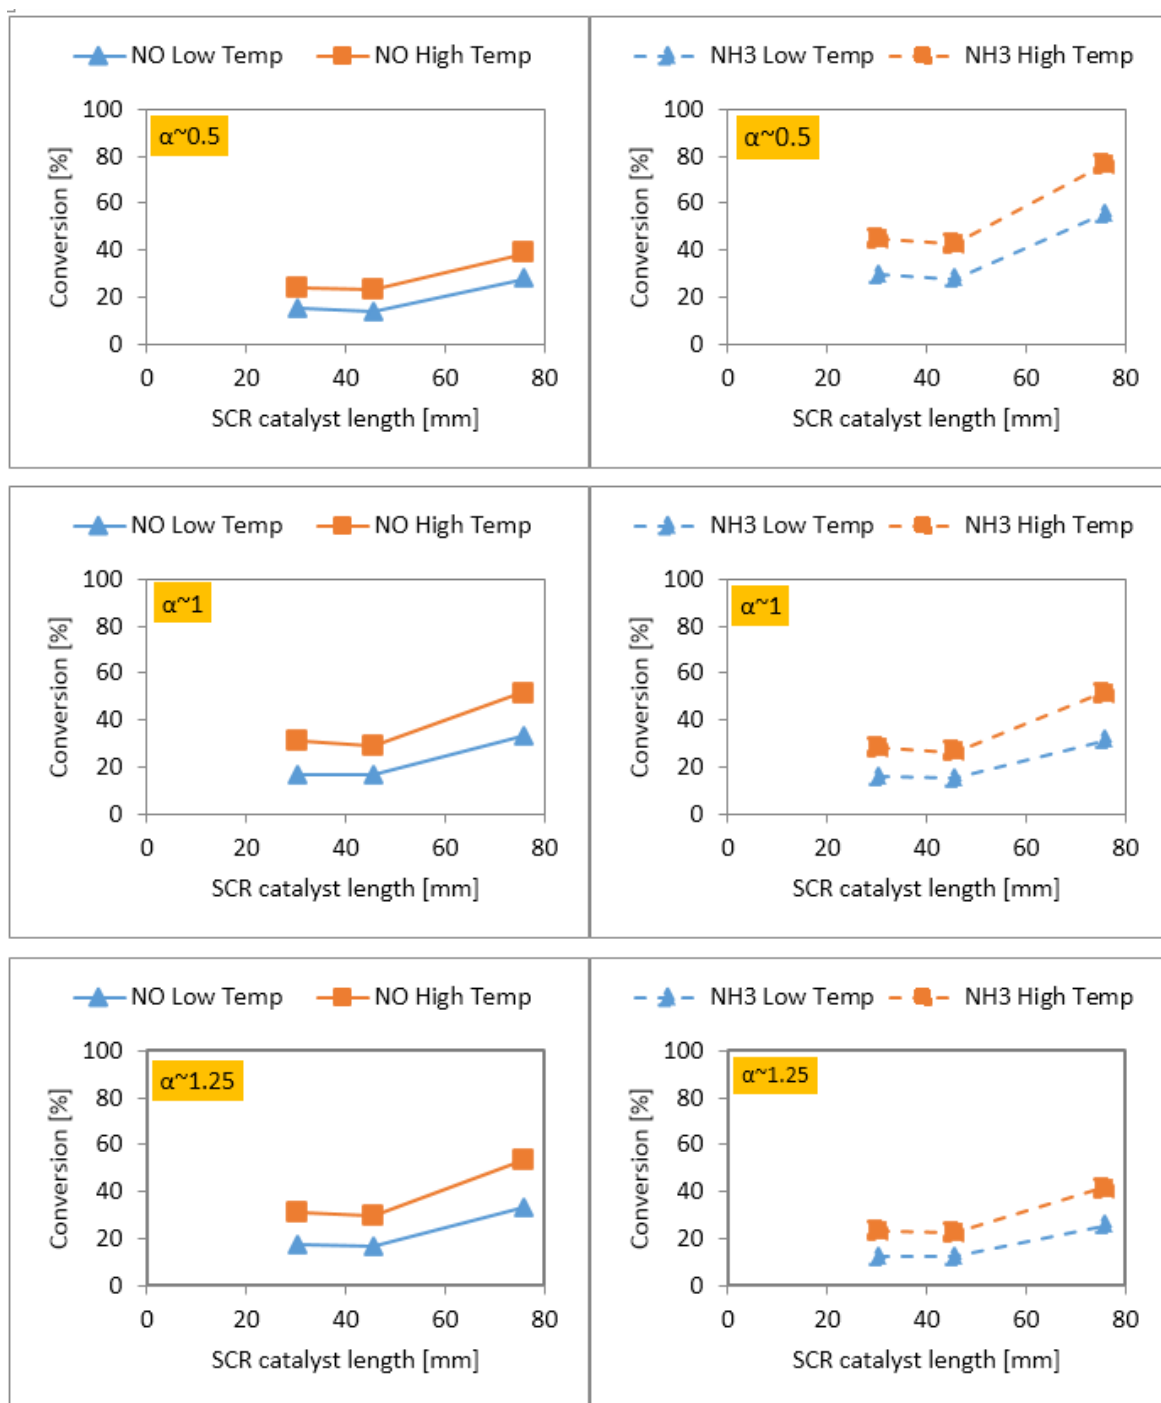 NO Low Temp NO High Temp
α~0.5
Conversion [%]
100
80
60
40
20
0
0 20 40 60 80
SCR catalyst length [mm]
NH3 Low Temp NH3 High Temp
α~0.5
Conversion [%]
100
80
60
40
20
0
0 20 40 60 80
SCR catalyst length [mm]
NO Low Temp NO High Temp
α~1
Conversion [%]
100
80
60
40
20
0
0 20 40 60 80
SCR catalyst length [mm]
NH3 Low Temp NH3 High Temp
α~1
Conversion [%]
100
80
60
40
20
0
0 20 40 60 80
SCR catalyst length [mm]
NO Low Temp NO High Temp
α~1.25
Conversion [%]
100
80
60
40
20
0
0 20 40 60 80
SCR catalyst length [mm]
NH3 Low Temp NH3 High Temp
α~1.25
Conversion [%]
100
80
60
40
20
0
0 20 40 60 80
SCR catalyst length [mm]